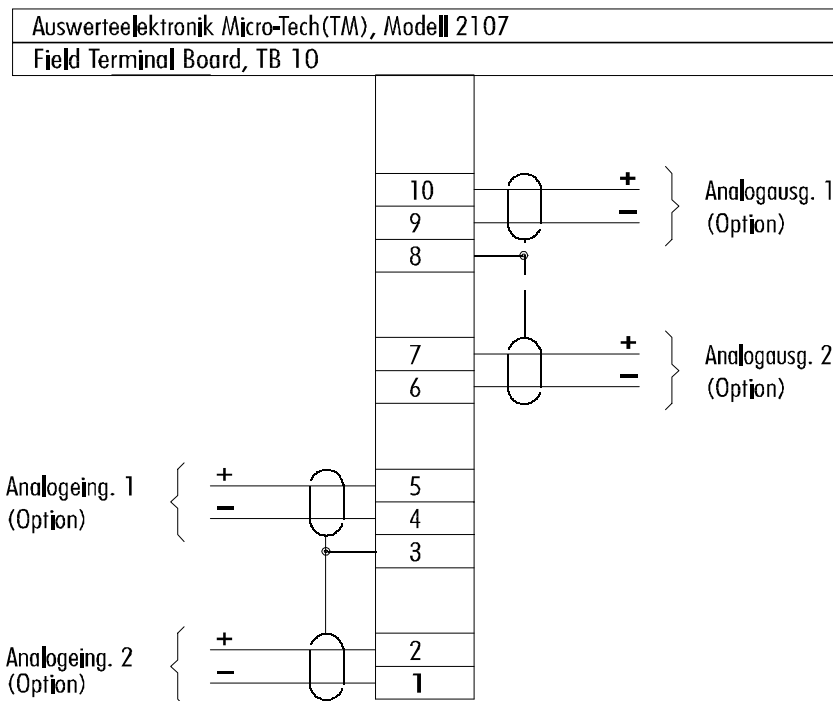 Auswerteelektronik Micro-Tech(TM), Modell 2107
Field Terminal Board, TB 10
10
+
Analogausg. 1
9
−
(Option)
8
7
+
Analogausg. 2
6
−
(Option)
Analogeing. 1
+
5
(Option)
−
4
3
Analogeing. 2
+
2
(Option)
−
1